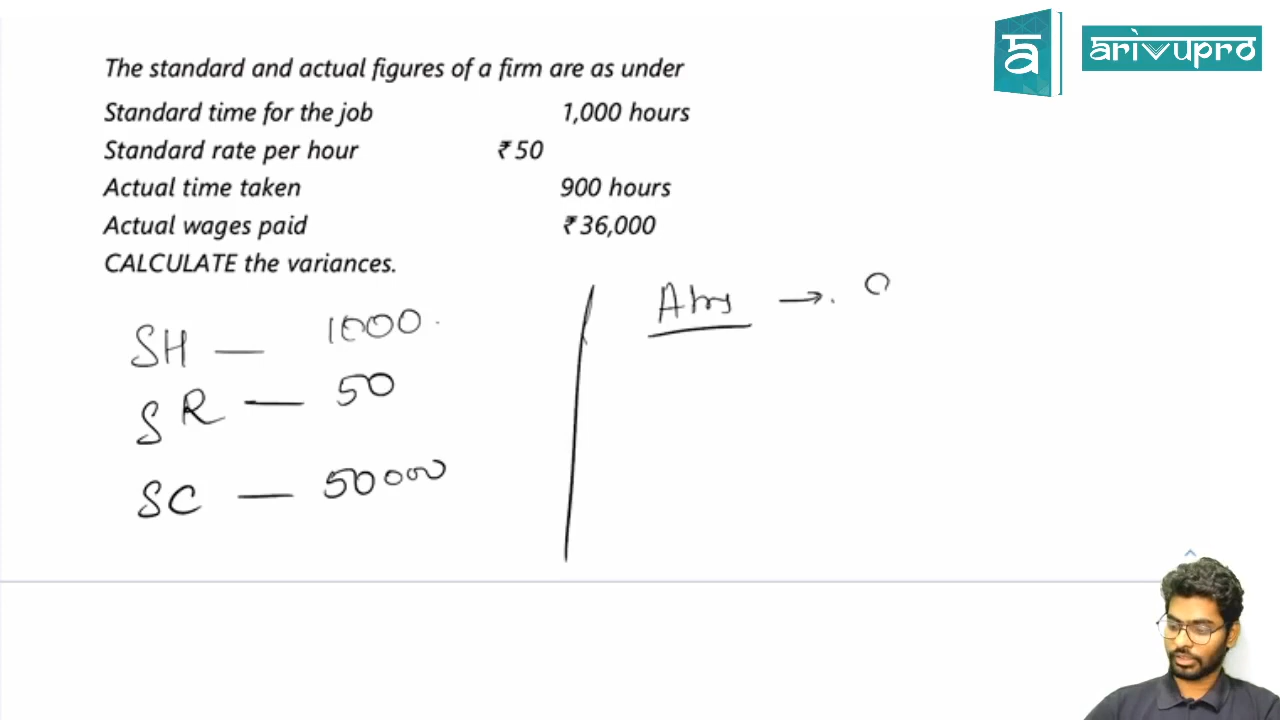 ā arivupro
The standard and actual figures of a firm are as under
Standard time for the job 1,000 hours
Standard rate per hour ₹50
Actual time taken 900 hours
Actual wages paid ₹36,000
CALCULATE the variances.
SH — 1000
SR — 50
SC — 50000
Ahrs →